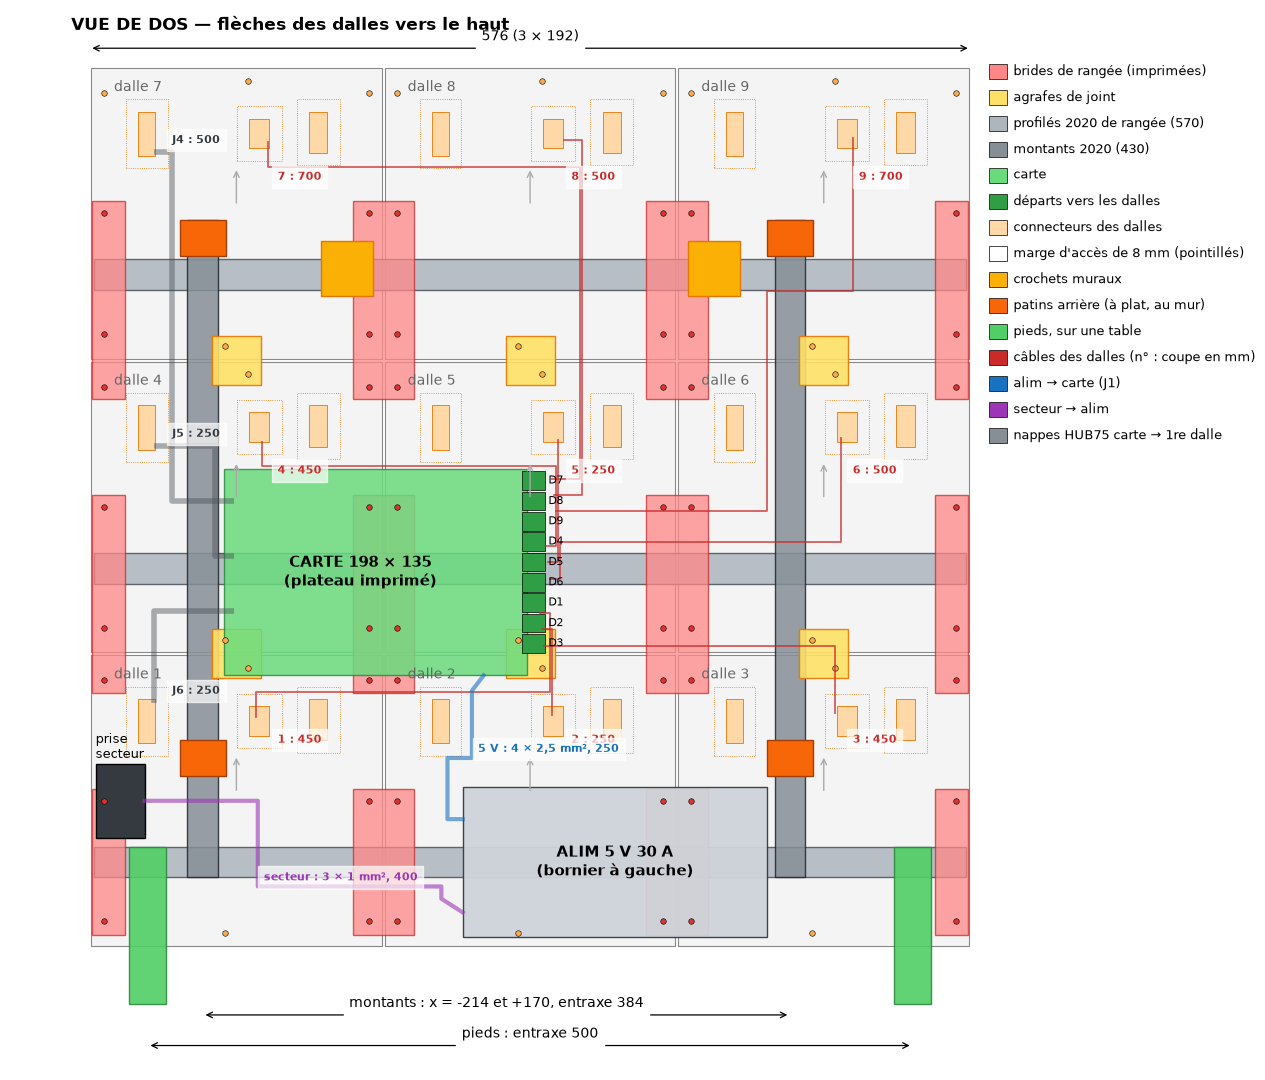 VUE DE DOS — flèches des dalles vers le haut
576 (3 × 192)
dalle 7
dalle 8
dalle 9
J4 : 500
7 : 700
8 : 500
9 : 700
dalle 4
dalle 5
dalle 6
J5 : 250
4 : 450
5 : 250
6 : 500
D7
D8
D9
D4
D5
D6
D1
D2
D3
CARTE 198 × 135
(plateau imprimé)
dalle 1
dalle 2
dalle 3
J6 : 250
prise
secteur
1 : 450
2 : 250
3 : 450
5 V : 4 × 2,5 mm², 250
ALIM 5 V 30 A
(bornier à gauche)
secteur : 3 × 1 mm², 400
montants : x = -214 et +170, entraxe 384
pieds : entraxe 500
brides de rangée (imprimées)
agrafes de joint
profilés 2020 de rangée (570)
montants 2020 (430)
carte
départs vers les dalles
connecteurs des dalles
marge d'accès de 8 mm (pointillés)
crochets muraux
patins arrière (à plat, au mur)
pieds, sur une table
câbles des dalles (n° : coupe en mm)
alim → carte (J1)
secteur → alim
nappes HUB75 carte → 1re dalle